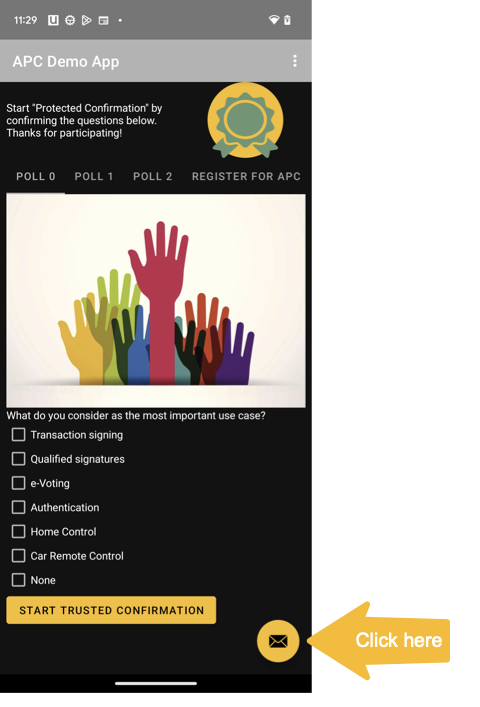 11:29
APC Demo App
Start "Protected Confirmation" by
confirming the questions below.
Thanks for participating!
POLL 0 POLL 1 POLL 2 REGISTER FOR APC
What do you consider as the most important use case?
Transaction signing
Qualified signatures
e-Voting
Authentication
Home Control
Car Remote Control
None
START TRUSTED CONFIRMATION
Click here